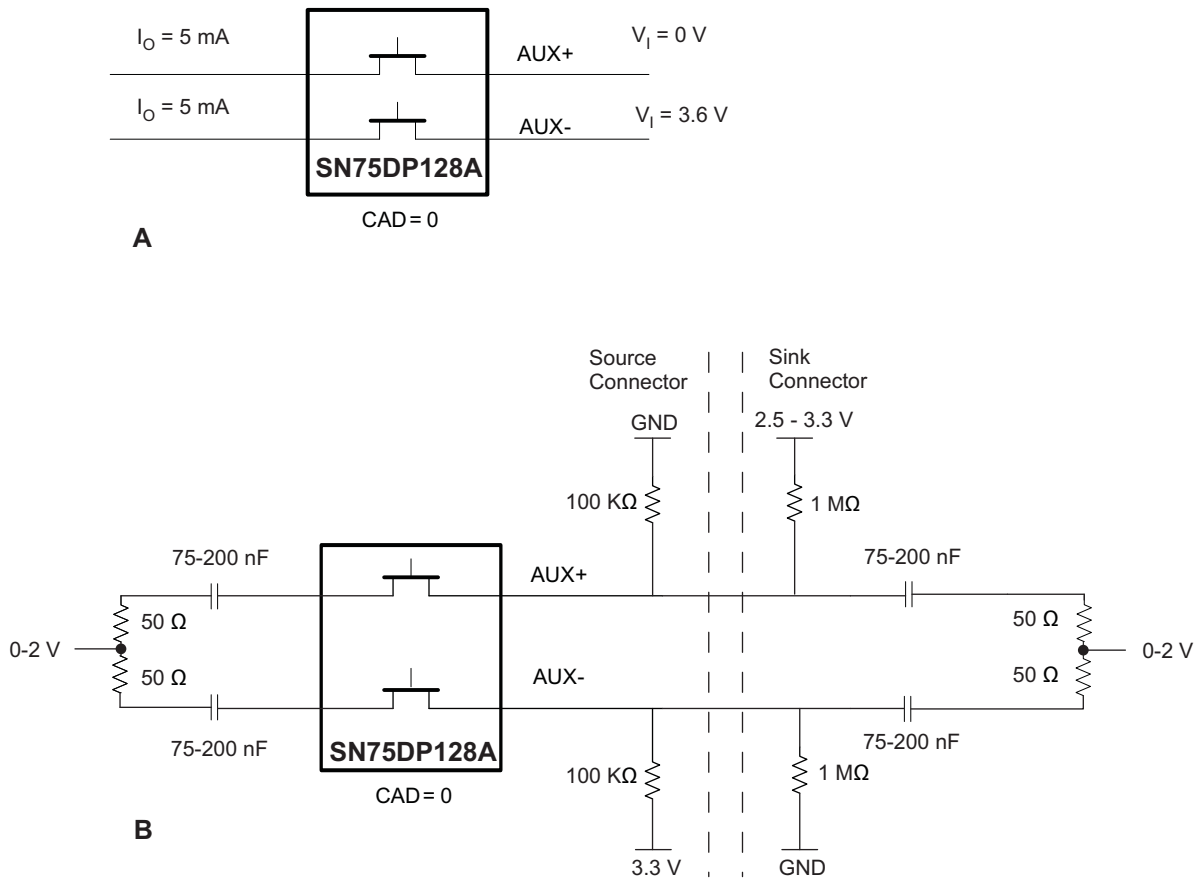 I_O = 5 mA
AUX+
V_I = 0 V
I_O = 5 mA
AUX-
V_I = 3.6 V
SN75DP128A
CAD = 0
A
Source
Connector
Sink
Connector
GND
2.5 - 3.3 V
100 KΩ
1 MΩ
75-200 nF
AUX+
75-200 nF
50 Ω
50 Ω
0-2 V
0-2 V
50 Ω
AUX-
50 Ω
75-200 nF
75-200 nF
SN75DP128A
100 KΩ
1 MΩ
CAD = 0
B
3.3 V
GND